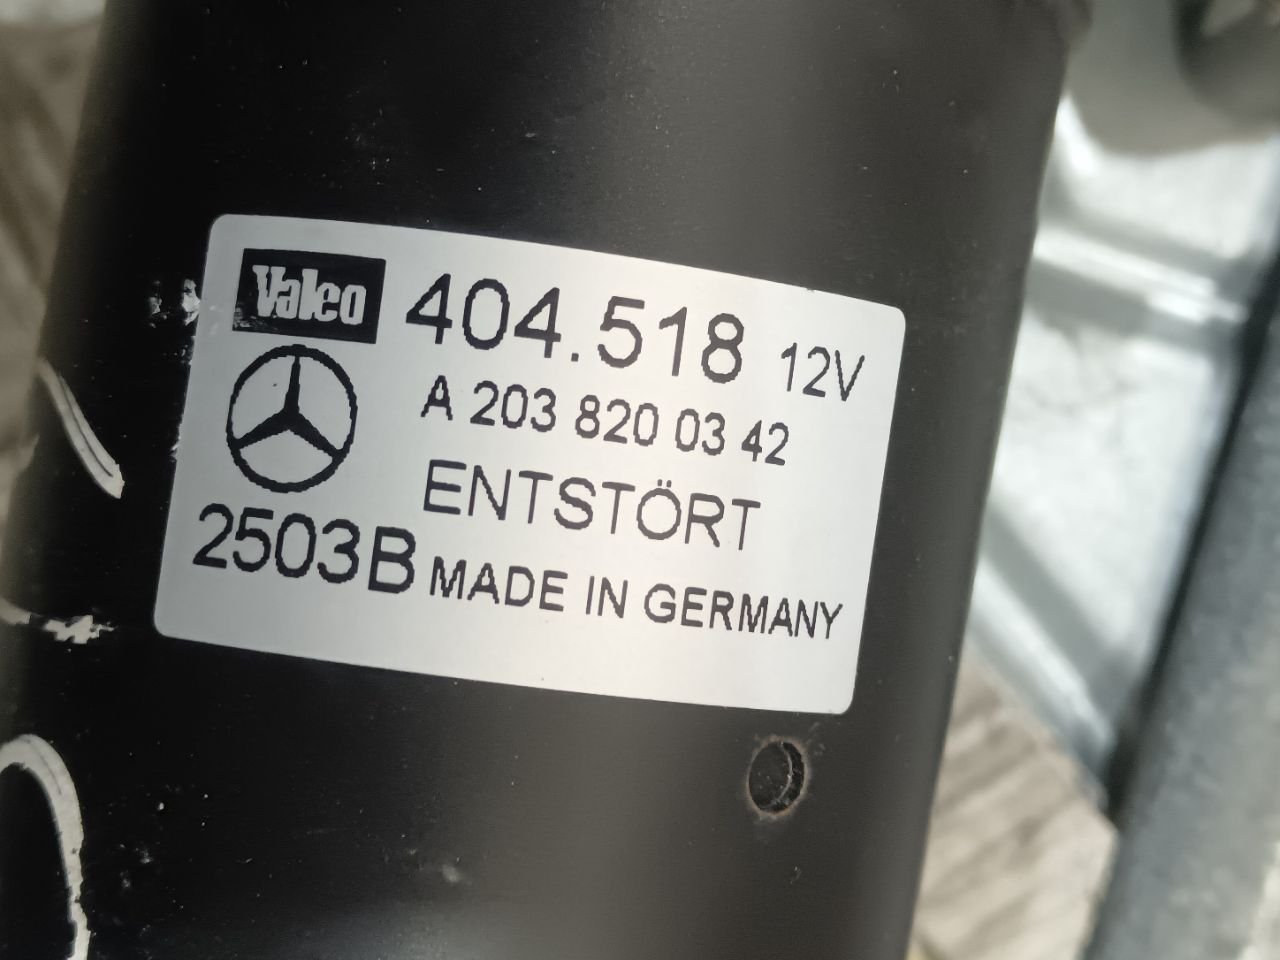 Valeo 404.518 12V
A 203 820 03 42
ENTSTÖRT
2503B MADE IN GERMANY